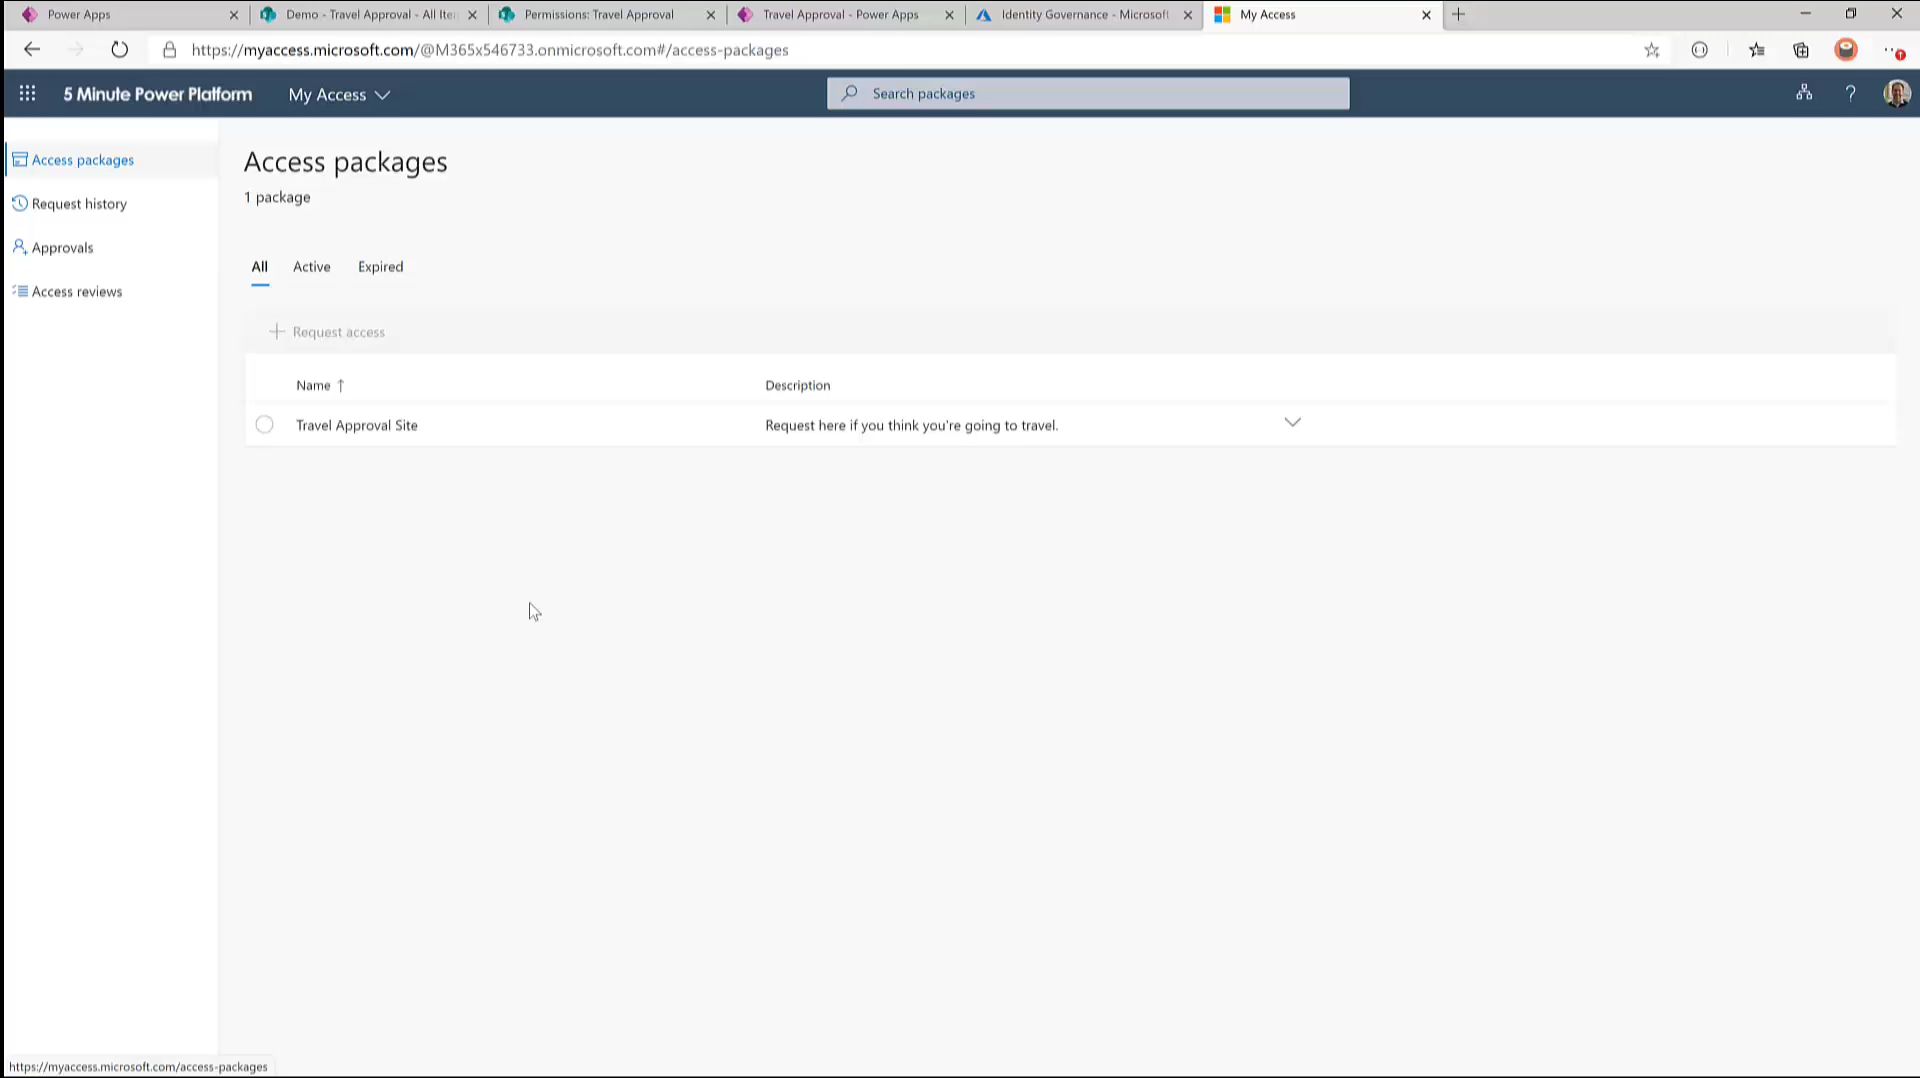 Power Apps
Demo - Travel Approval - All Ite
Permissions: Travel Approval
Travel Approval - Power Apps
Identity Governance - Microsoft
My Access
https://myaccess.microsoft.com/@M365x546733.onmicrosoft.com#/access-packages
5 Minute Power Platform
My Access
Search packages
?
Access packages
Request history
Approvals
Access reviews
Access packages
1 package
All
Active
Expired
Request access
Name ↑
Description
Travel Approval Site
Request here if you think you're going to travel.
https://myaccess.microsoft.com/access-packages